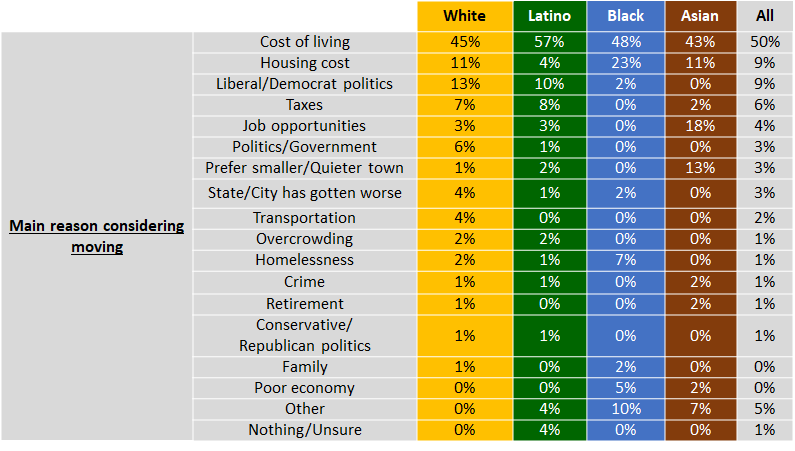 White Latino Black Asian All
Main reason considering moving
Cost of living 45% 57% 48% 43% 50%
Housing cost 11% 4% 23% 11% 9%
Liberal/Democrat politics 13% 10% 2% 0% 9%
Taxes 7% 8% 0% 2% 6%
Job opportunities 3% 3% 0% 18% 4%
Politics/Government 6% 1% 0% 0% 3%
Prefer smaller/Quieter town 1% 2% 0% 13% 3%
State/City has gotten worse 4% 1% 2% 0% 3%
Transportation 4% 0% 0% 0% 2%
Overcrowding 2% 2% 0% 0% 1%
Homelessness 2% 1% 7% 0% 1%
Crime 1% 1% 0% 2% 1%
Retirement 1% 0% 0% 2% 1%
Conservative/
Republican politics 1% 1% 0% 0% 1%
Family 1% 0% 2% 0% 0%
Poor economy 0% 0% 5% 2% 0%
Other 0% 4% 10% 7% 5%
Nothing/Unsure 0% 4% 0% 0% 1%